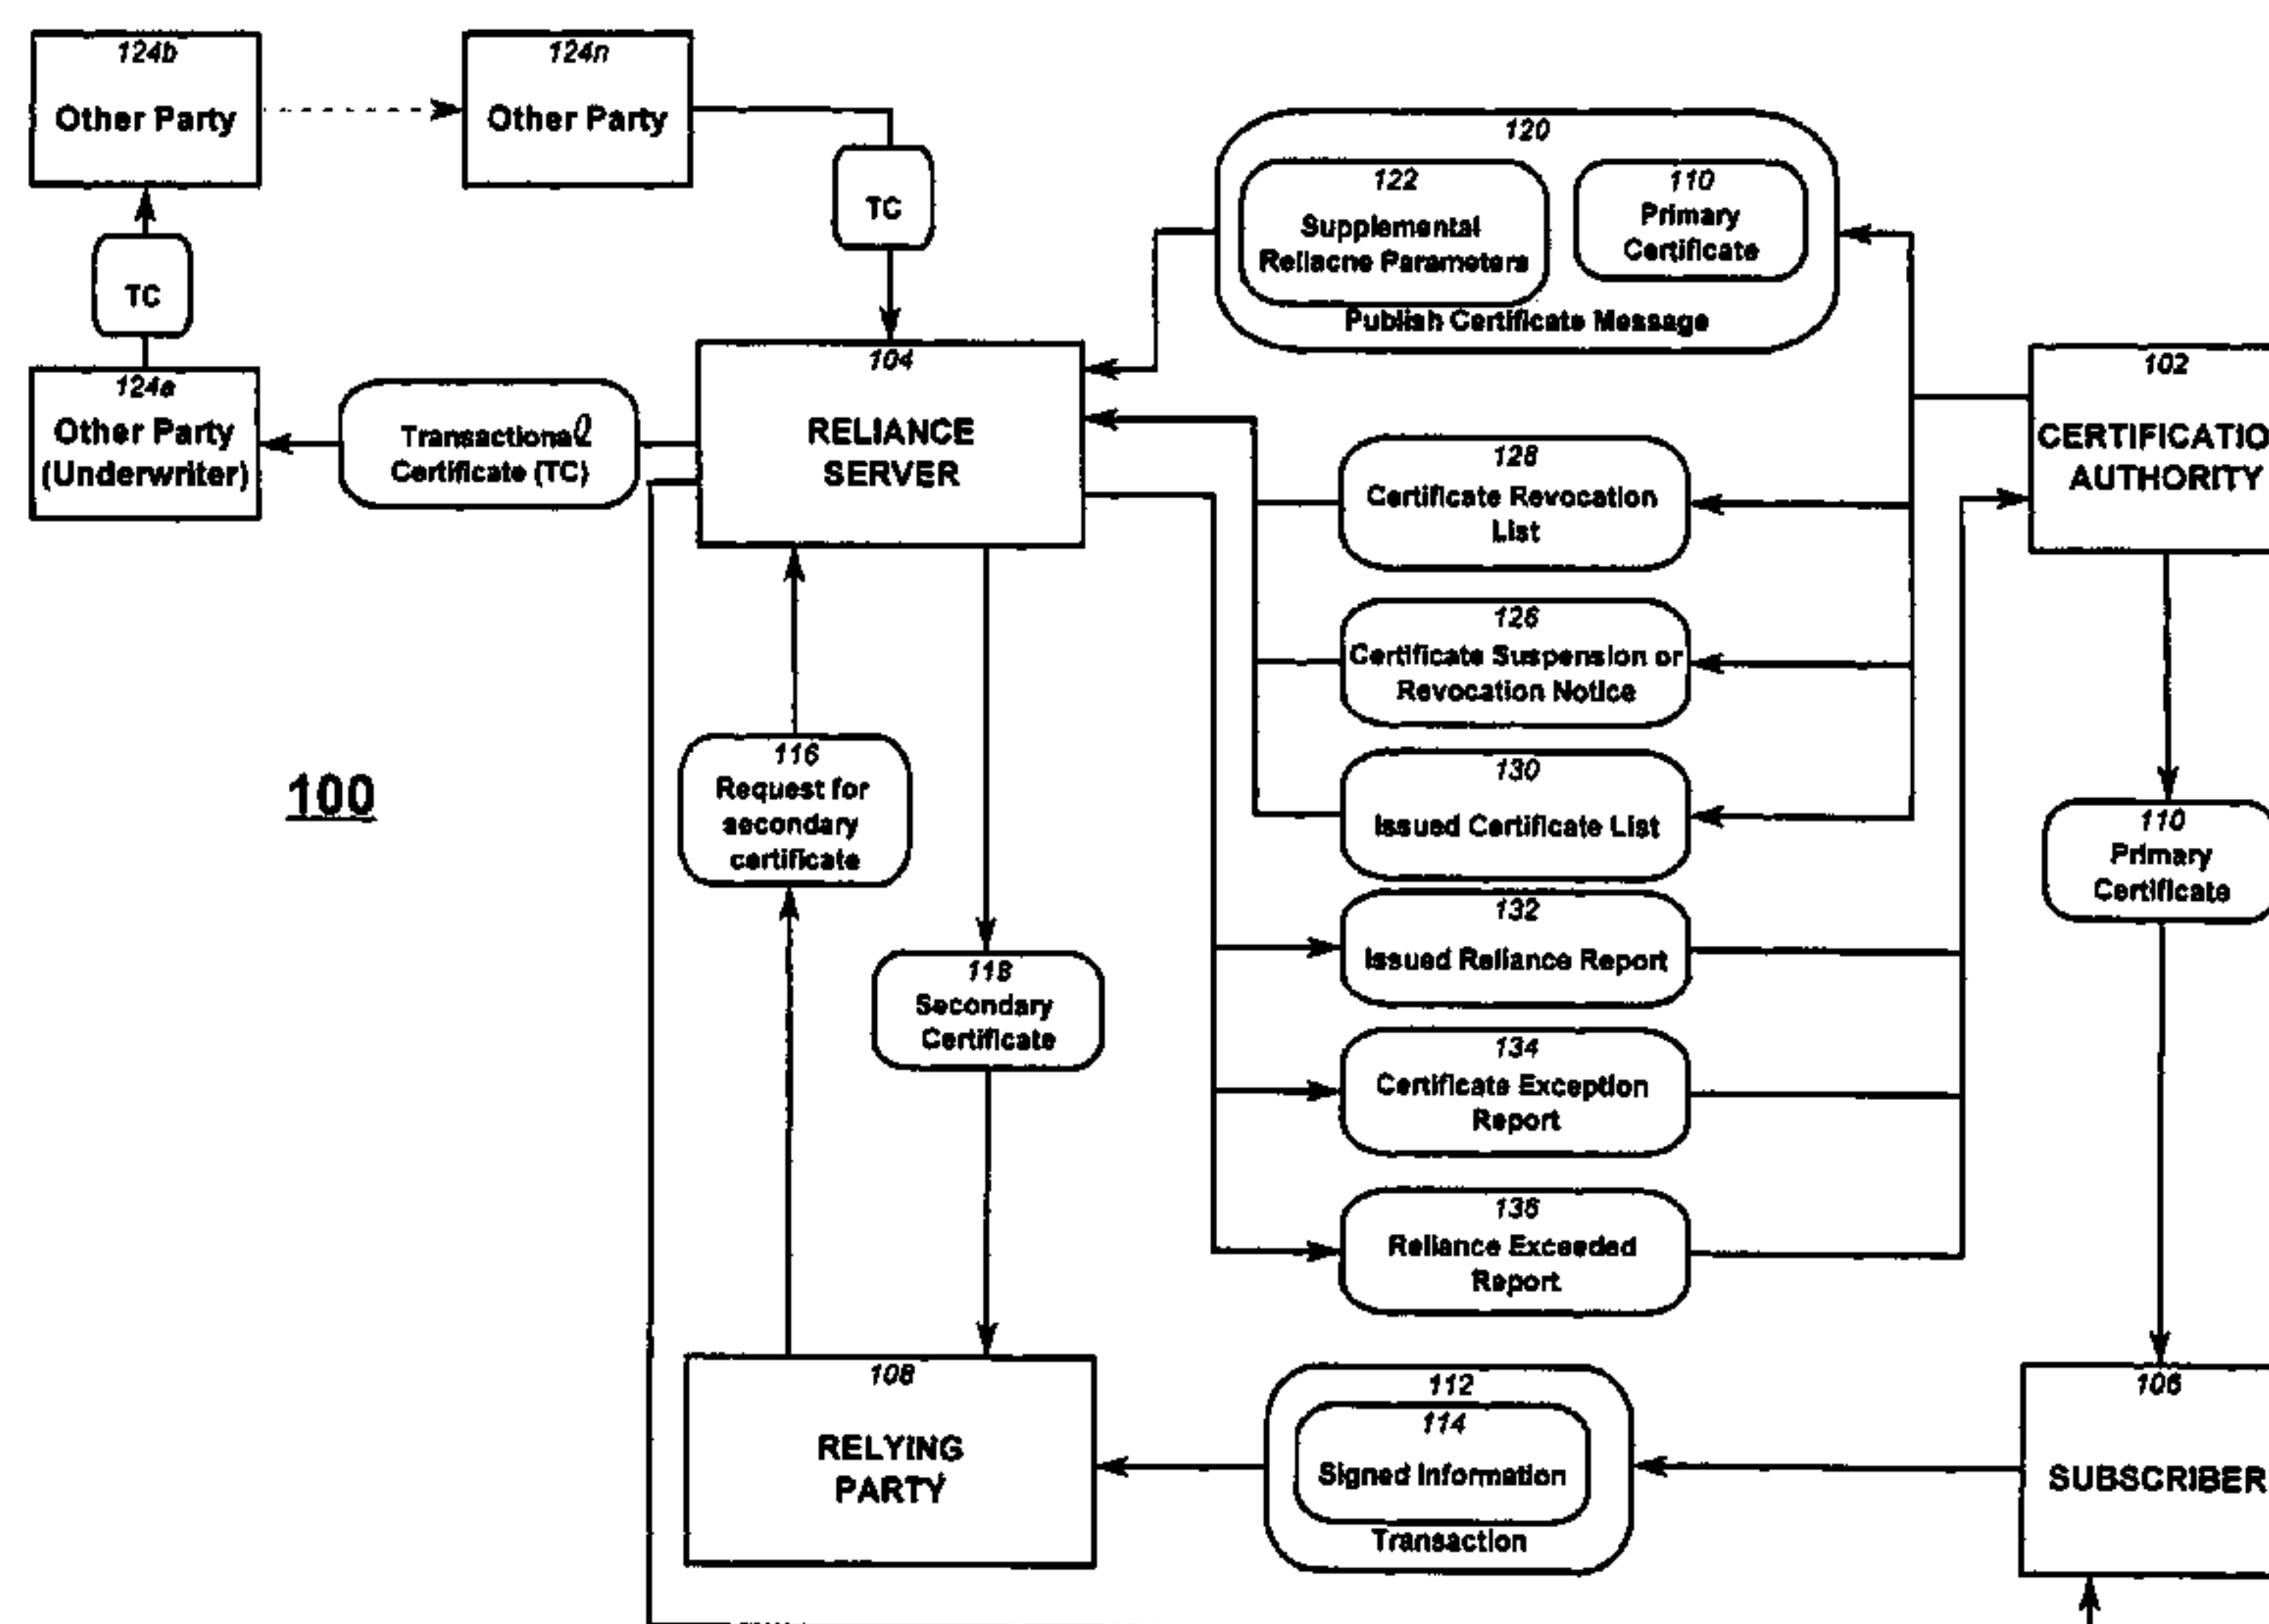 124b
Other Party
124n
Other Party
TC
TC
124a
Other Party
(Underwriter)
Transactional
Certificate (TC)
104
RELIANCE
SERVER
120
122
Supplemental
Reliacne Parameters
110
Primary
Certificate
Publish Certificate Message
102
CERTIFICATIO
AUTHORITY
128
Certificate Revocation
List
126
Certificate Suspension or
Revocation Notice
130
Issued Certificate List
132
Issued Reliance Report
134
Certificate Exception
Report
136
Reliance Exceeded
Report
100
116
Request for
secondary
certificate
118
Secondary
Certificate
110
Primary
Certificate
108
RELYING
PARTY
112
114
Signed Information
Transaction
106
SUBSCRIBER